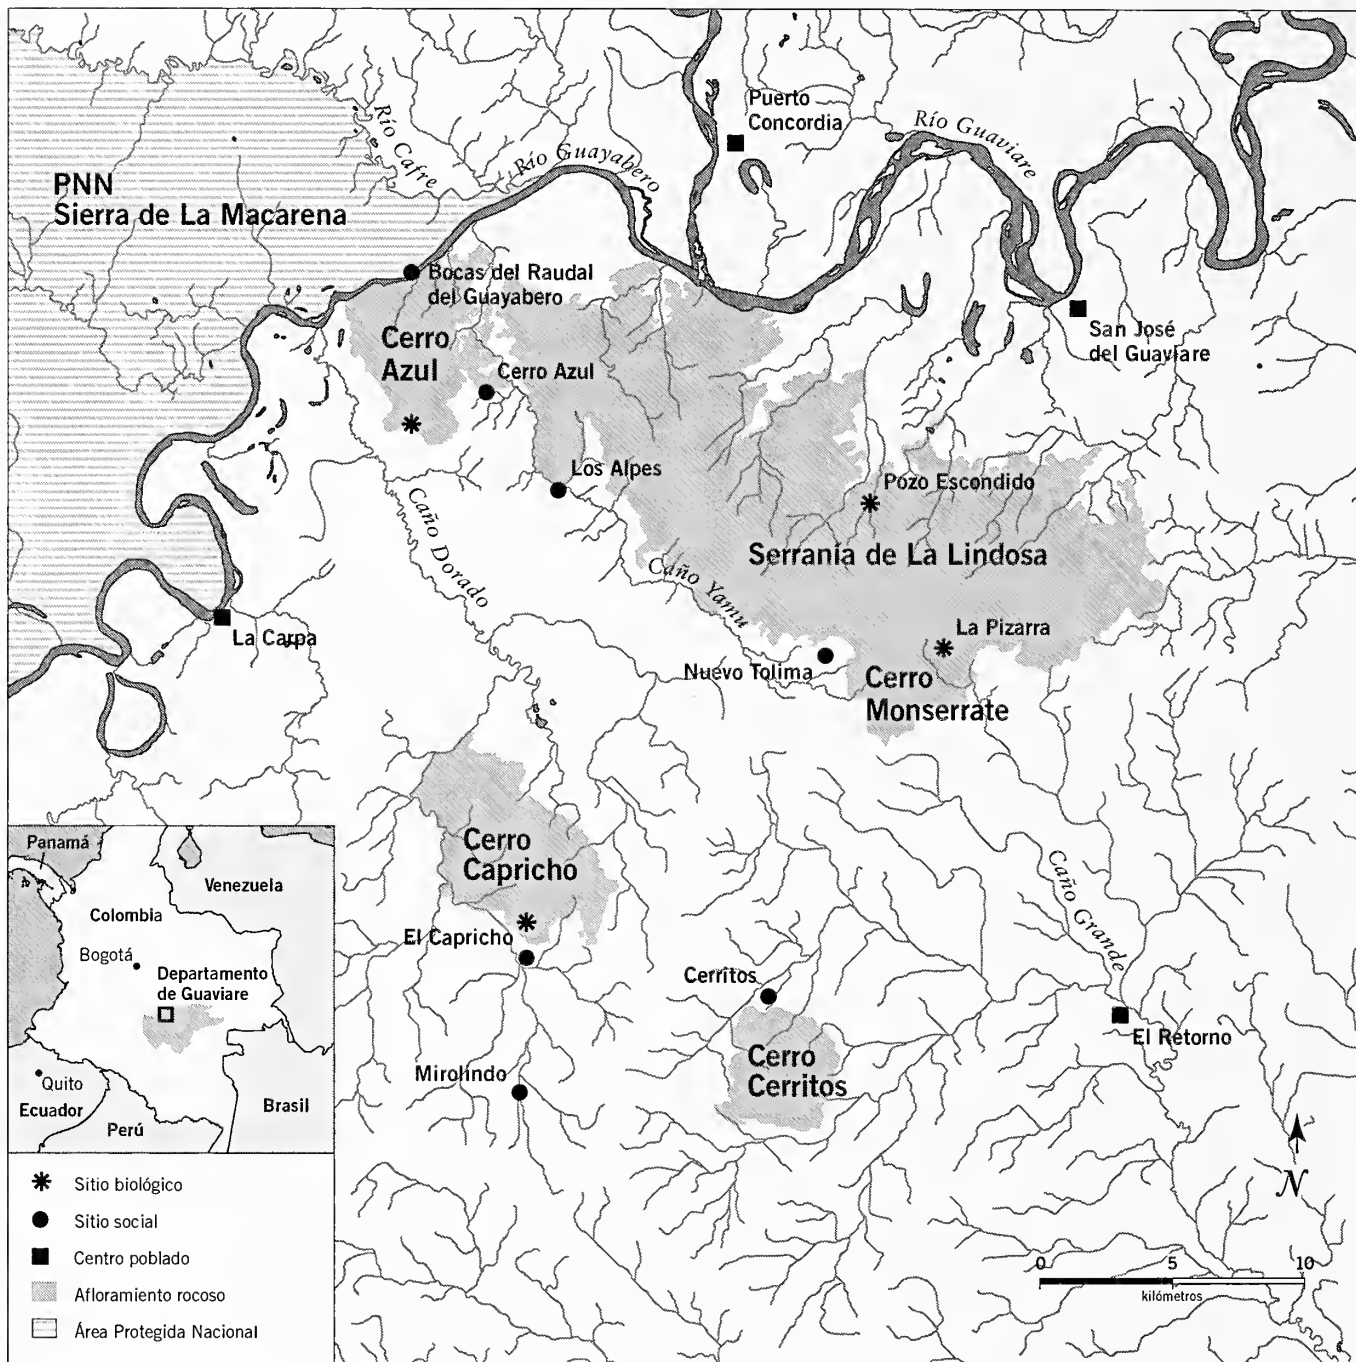 Puerto
Concordia
Río Guaviare
Río Cafre
Río Guayabero
PNN
Sierra de La Macarena
Bocas del Raudal
del Guayabero
San José
del Guaviare
Cerro
Azul
Cerro Azul
Los Alpes
Pozo Escondido
Caño Dorado
Serranía de La Lindosa
Caño Yamu
La Carpa
La Pizarra
Nuevo Tolima
Cerro
Monserrate
Cerro
Capricho
El Capricho
Caño Grande
Cerritos
El Retorno
Cerro
Cerritos
Mirolindo
Panamá
Venezuela
Colombia
Bogotá
Departamento
de Guaviare
Quito
Ecuador
Perú
Brasil
N
Sitio biológico
Sitio social
Centro poblado
Afloramiento rocoso
Área Protegida Nacional
0 5 10
kilómetros